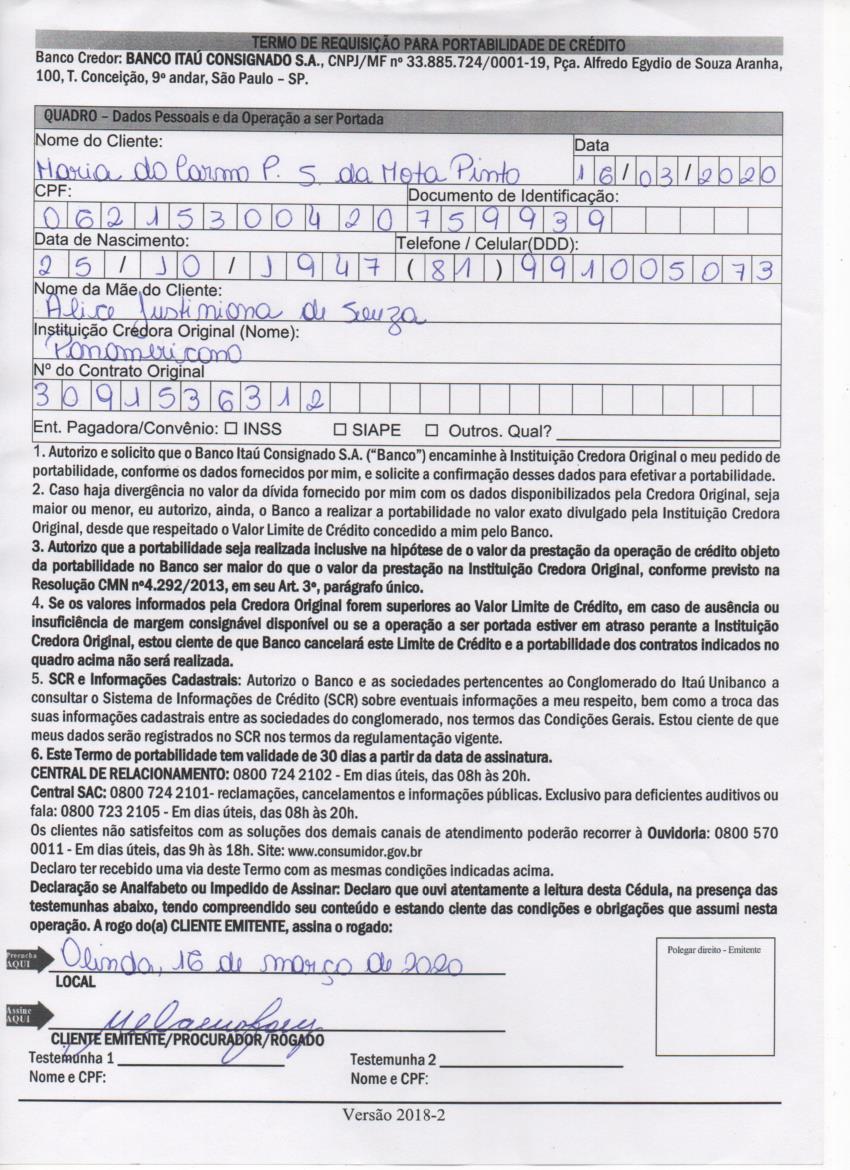 TERMO DE REQUISIÇÃO PARA PORTABILIDADE DE CRÉDITO
Banco Credor: BANCO ITAÚ CONSIGNADO S.A., CNPJ/MF nº 33.885.724/0001-19, Pça. Alfredo Egydio de Souza Aranha,
100, T. Conceição, 9º andar, São Paulo – SP.
QUADRO – Dados Pessoais e da Operação a ser Portada
Nome do Cliente: Data
Maria do Carmo P. S da Mota Pinto 16/03/2020
CPF: Documento de Identificação:
06215300420 759939
Data de Nascimento: Telefone / Celular(DDD):
25/10/1947 (81)991005073
Nome da Mãe do Cliente:
Alice Justiniana de Souza
Instituição Crédora Original (Nome):
Panamericano
Nº do Contrato Original
3091536312
Ent. Pagadora/Convênio: ☐ INSS ☐ SIAPE ☐ Outros. Qual?
1. Autorizo e solicito que o Banco Itaú Consignado S.A. (“Banco”) encaminhe à Instituição Credora Original o meu pedido de
portabilidade, conforme os dados fornecidos por mim, e solicite a confirmação desses dados para efetivar a portabilidade.
2. Caso haja divergência no valor da dívida fornecido por mim com os dados disponibilizados pela Credora Original, seja
maior ou menor, eu autorizo, ainda, o Banco a realizar a portabilidade no valor exato divulgado pela Instituição Credora
Original, desde que respeitado o Valor Limite de Crédito concedido a mim pelo Banco.
3. Autorizo que a portabilidade seja realizada inclusive na hipótese de o valor da prestação da operação de crédito objeto
da portabilidade no Banco ser maior do que o valor da prestação na Instituição Credora Original, conforme previsto na
Resolução CMN nº4.292/2013, em seu Art. 3º, parágrafo único.
4. Se os valores informados pela Credora Original forem superiores ao Valor Limite de Crédito, em caso de ausência ou
insuficiência de margem consignável disponível ou se a operação a ser portada estiver em atraso perante a Instituição
Credora Original, estou ciente de que Banco cancelará este Limite de Crédito e a portabilidade dos contratos indicados no
quadro acima não será realizada.
5. SCR e Informações Cadastrais: Autorizo o Banco e as sociedades pertencentes ao Conglomerado do Itaú Unibanco a
consultar o Sistema de Informações de Crédito (SCR) sobre eventuais informações a meu respeito, bem como a troca das
suas informações cadastrais entre as sociedades do conglomerado, nos termos das Condições Gerais. Estou ciente de que
meus dados serão registrados no SCR nos termos da regulamentação vigente.
6. Este Termo de portabilidade tem validade de 30 dias a partir da data de assinatura.
CENTRAL DE RELACIONAMENTO: 0800 724 2102 - Em dias úteis, das 08h às 20h.
Central SAC: 0800 724 2101- reclamações, cancelamentos e informações públicas. Exclusivo para deficientes auditivos ou
fala: 0800 723 2105 - Em dias úteis, das 08h às 20h.
Os clientes não satisfeitos com as soluções dos demais canais de atendimento poderão recorrer à Ouvidoria: 0800 570
0011 - Em dias úteis, das 9h às 18h. Site: www.consumidor.gov.br
Declaro ter recebido uma via deste Termo com as mesmas condições indicadas acima.
Declaração se Analfabeto ou Impedido de Assinar: Declaro que ouvi atentamente a leitura desta Cédula, na presença das
testemunhas abaixo, tendo compreendido seu conteúdo e estando ciente das condições e obrigações que assumi nesta
operação. A rogo do(a) CLIENTE EMITENTE, assina o rogado:
Preencha
AQUI
Olinda, 16 de março de 2020
LOCAL
Polegar direito - Emitente
Assine
AQUI
CLIENTE EMITENTE/PROCURADOR/ROGADO
Testemunha 1 Testemunha 2
Nome e CPF: Nome e CPF:
Versão 2018-2